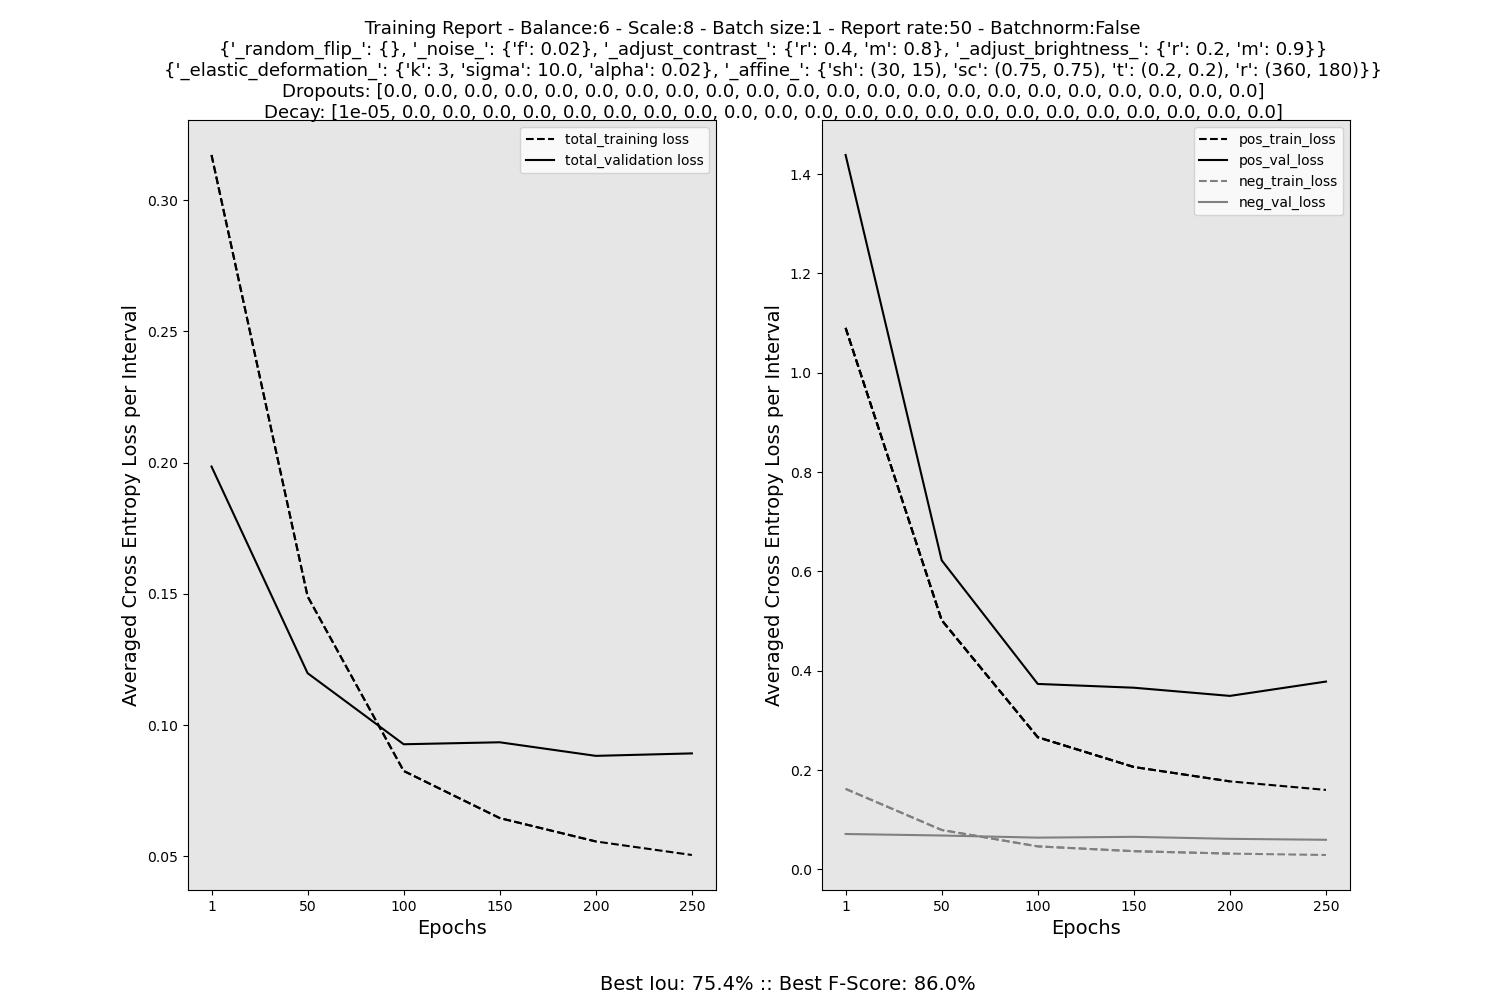 Training Report - Balance:6 - Scale:8 - Batch size:1 - Report rate:50 - Batchnorm:False
{'_random_flip_': {}, '_noise_': {'f': 0.02}, '_adjust_contrast_': {'r': 0.4, 'm': 0.8}, '_adjust_brightness_': {'r': 0.2, 'm': 0.9}}
{'_elastic_deformation_': {'k': 3, 'sigma': 10.0, 'alpha': 0.02}, '_affine_': {'sh': (30, 15), 'sc': (0.75, 0.75), 't': (0.2, 0.2), 'r': (360, 180)}}
Dropouts: [0.0, 0.0, 0.0, 0.0, 0.0, 0.0, 0.0, 0.0, 0.0, 0.0, 0.0, 0.0, 0.0, 0.0, 0.0, 0.0, 0.0, 0.0, 0.0, 0.0, 0.0, 0.0]
Decay: [1e-05, 0.0, 0.0, 0.0, 0.0, 0.0, 0.0, 0.0, 0.0, 0.0, 0.0, 0.0, 0.0, 0.0, 0.0, 0.0, 0.0, 0.0, 0.0, 0.0, 0.0, 0.0, 0.0]
total_training loss
total_validation loss
0.30
0.25
0.20
0.15
0.10
0.05
Averaged Cross Entropy Loss per Interval
1 50 100 150 200 250
Epochs
pos_train_loss
pos_val_loss
neg_train_loss
neg_val_loss
1.4
1.2
1.0
0.8
0.6
0.4
0.2
0.0
Averaged Cross Entropy Loss per Interval
1 50 100 150 200 250
Epochs
Best Iou: 75.4% :: Best F-Score: 86.0%